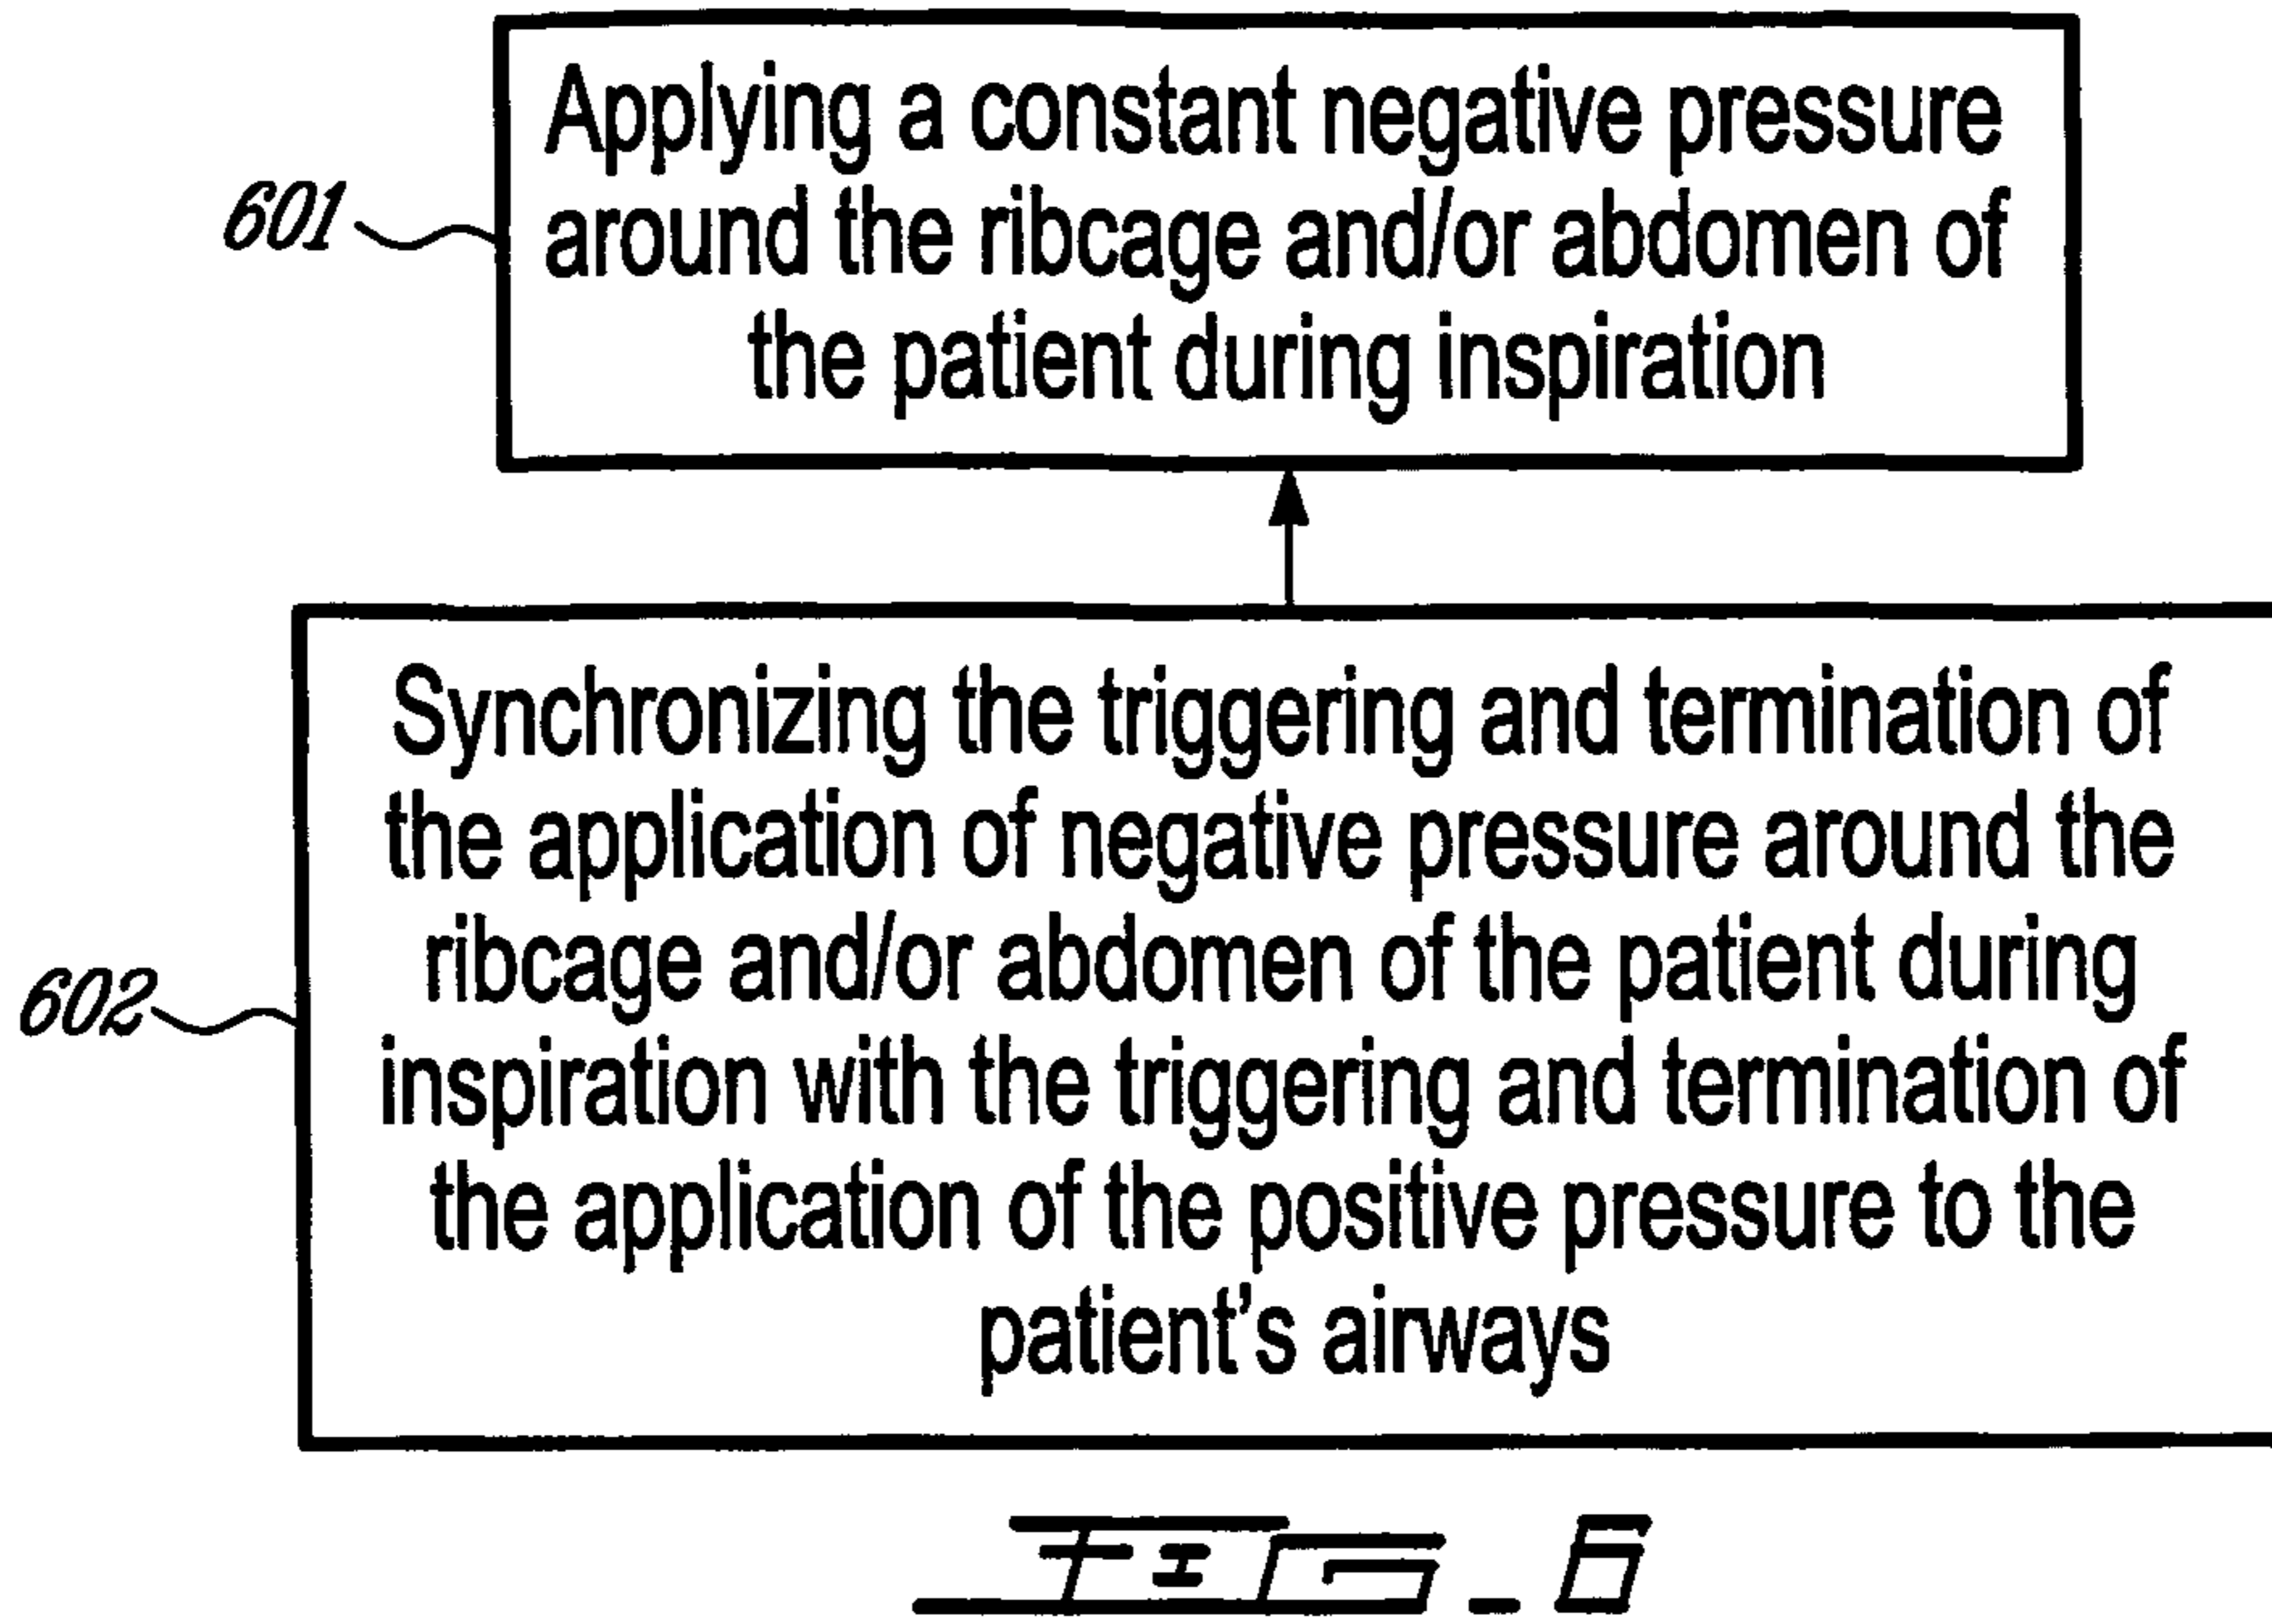 Applying a constant negative pressure
around the ribcage and/or abdomen of
the patient during inspiration
601
Synchronizing the triggering and termination of
the application of negative pressure around the
ribcage and/or abdomen of the patient during
inspiration with the triggering and termination of
the application of the positive pressure to the
patient's airways
602
FIG. 6